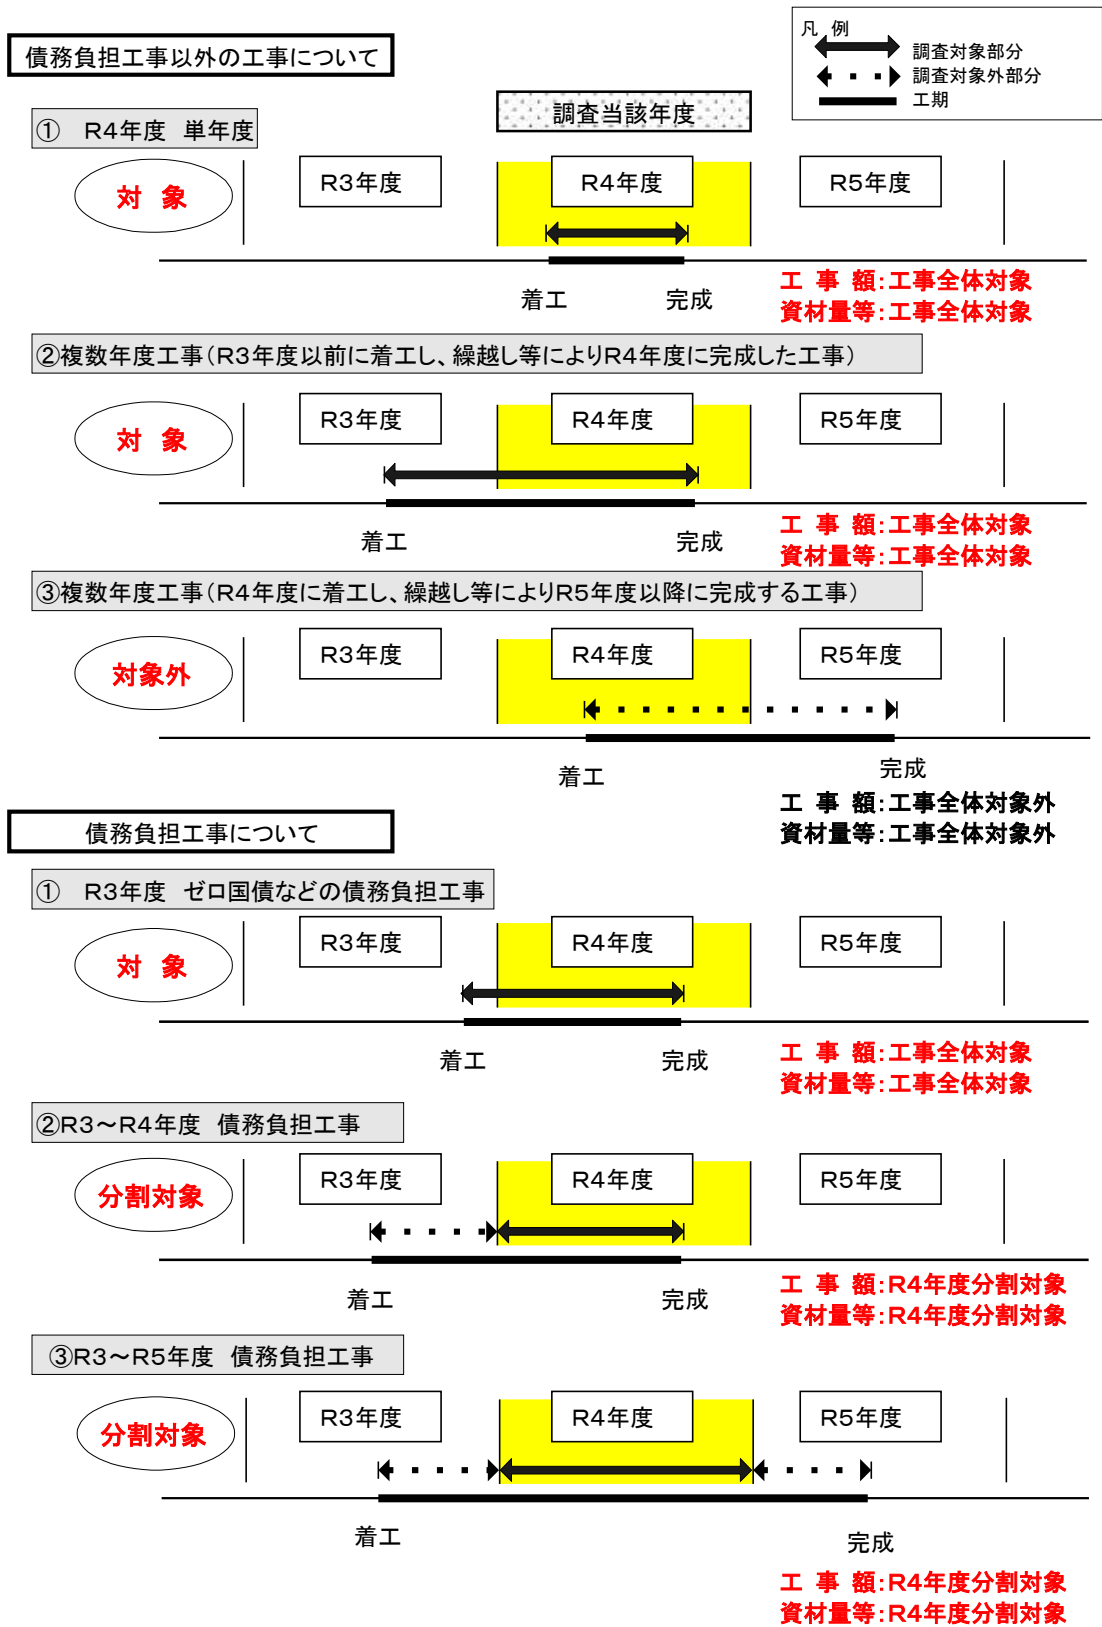 凡 例
調査対象部分
調査対象外部分
工期
債務負担工事以外の工事について
調査当該年度
① R4年度 単年度
対 象
R3年度
R4年度
R5年度
着工
完成
工 事 額:工事全体対象
資材量等:工事全体対象
②複数年度工事(R3年度以前に着工し、繰越し等によりR4年度に完成した工事)
対 象
R3年度
R4年度
R5年度
着工
完成
工 事 額:工事全体対象
資材量等:工事全体対象
③複数年度工事(R4年度に着工し、繰越し等によりR5年度以降に完成する工事)
対象外
R3年度
R4年度
R5年度
着工
完成
工 事 額:工事全体対象外
資材量等:工事全体対象外
債務負担工事について
① R3年度 ゼロ国債などの債務負担工事
対 象
R3年度
R4年度
R5年度
着工
完成
工 事 額:工事全体対象
資材量等:工事全体対象
②R3～R4年度 債務負担工事
分割対象
R3年度
R4年度
R5年度
着工
完成
工 事 額:R4年度分割対象
資材量等:R4年度分割対象
③R3～R5年度 債務負担工事
分割対象
R3年度
R4年度
R5年度
着工
完成
工 事 額:R4年度分割対象
資材量等:R4年度分割対象